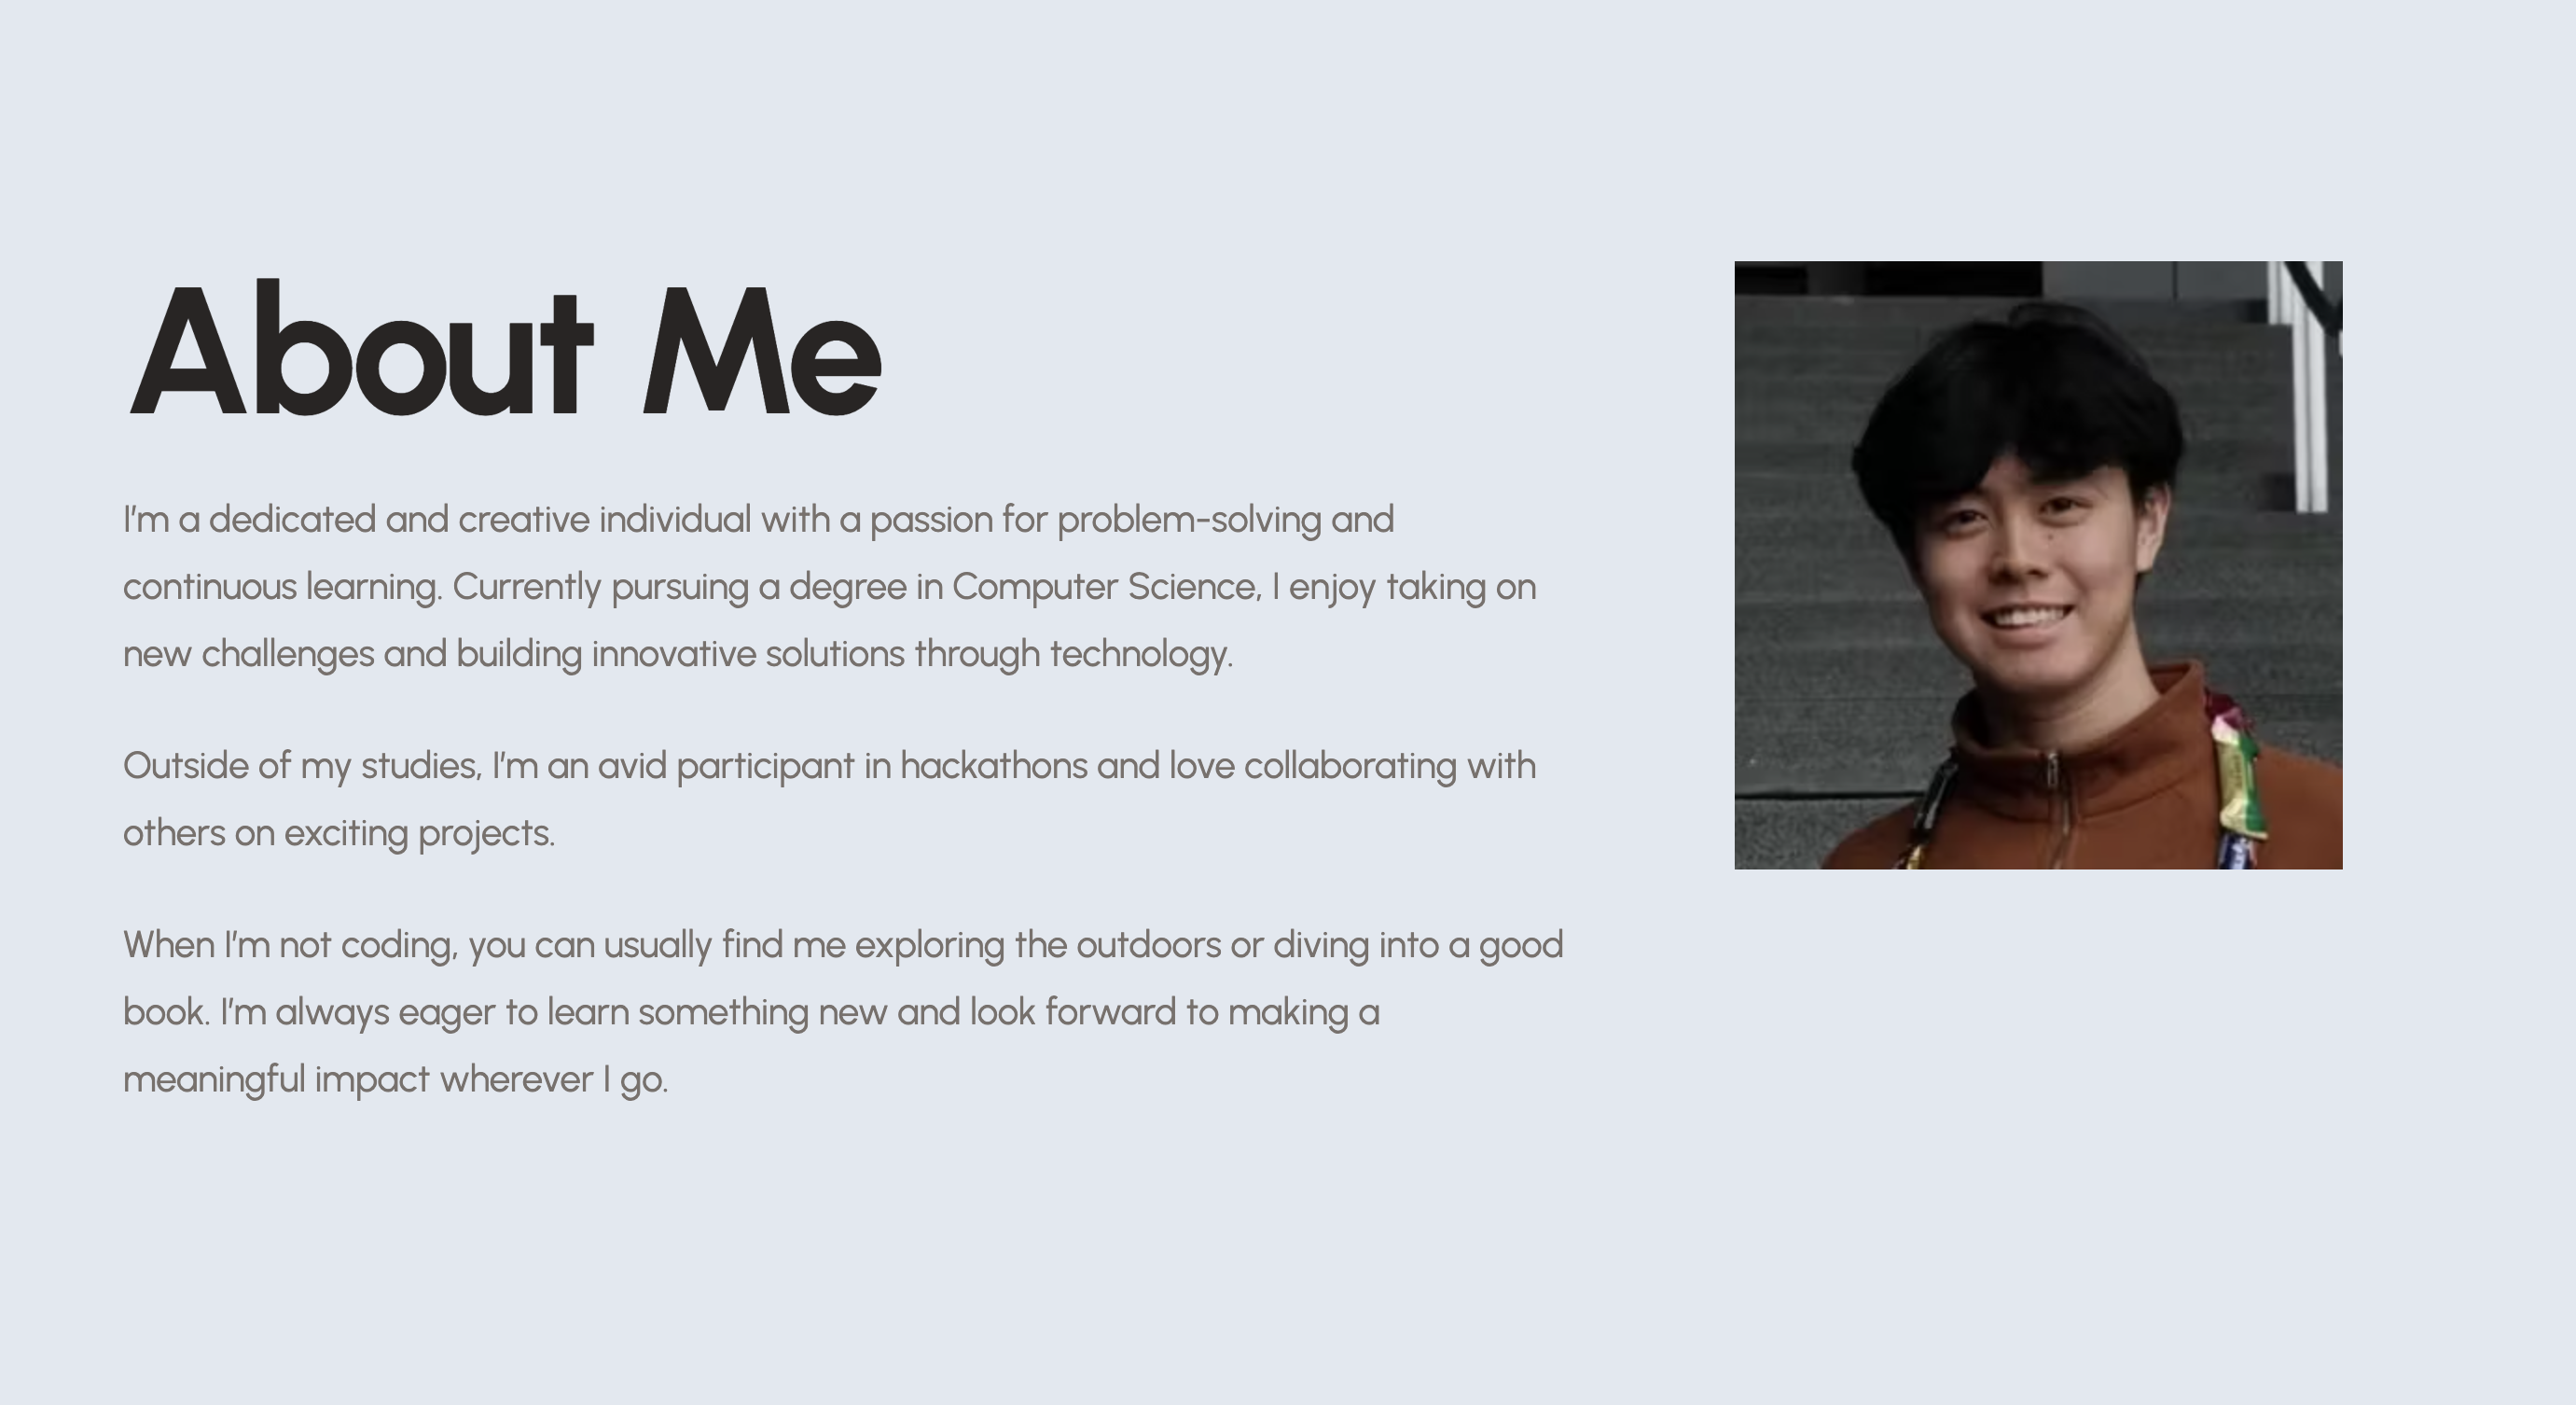 About Me
I'm a dedicated and creative individual with a passion for problem-solving and
continuous learning. Currently pursuing a degree in Computer Science, I enjoy taking on
new challenges and building innovative solutions through technology.
Outside of my studies, I'm an avid participant in hackathons and love collaborating with
others on exciting projects.
When I'm not coding, you can usually find me exploring the outdoors or diving into a good
book. I'm always eager to learn something new and look forward to making a
meaningful impact wherever I go.